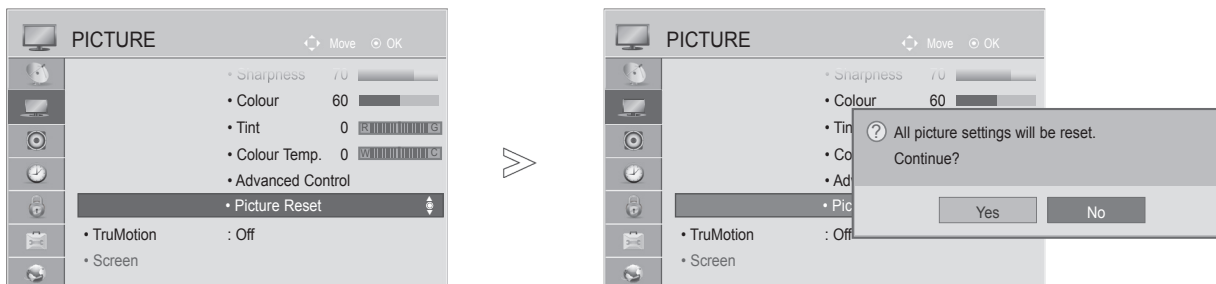 PICTURE
Move OK
• Sharpness 70
• Colour 60
• Tint 0 R G
• Colour Temp. 0 W C
• Advanced Control
• Picture Reset
• TruMotion : Off
• Screen
PICTURE
Move OK
• Sharpness 70
• Colour 60
• Tin
• Co
• Ad
• Pic
• TruMotion : Off
• Screen
? All picture settings will be reset.
Continue?
Yes No